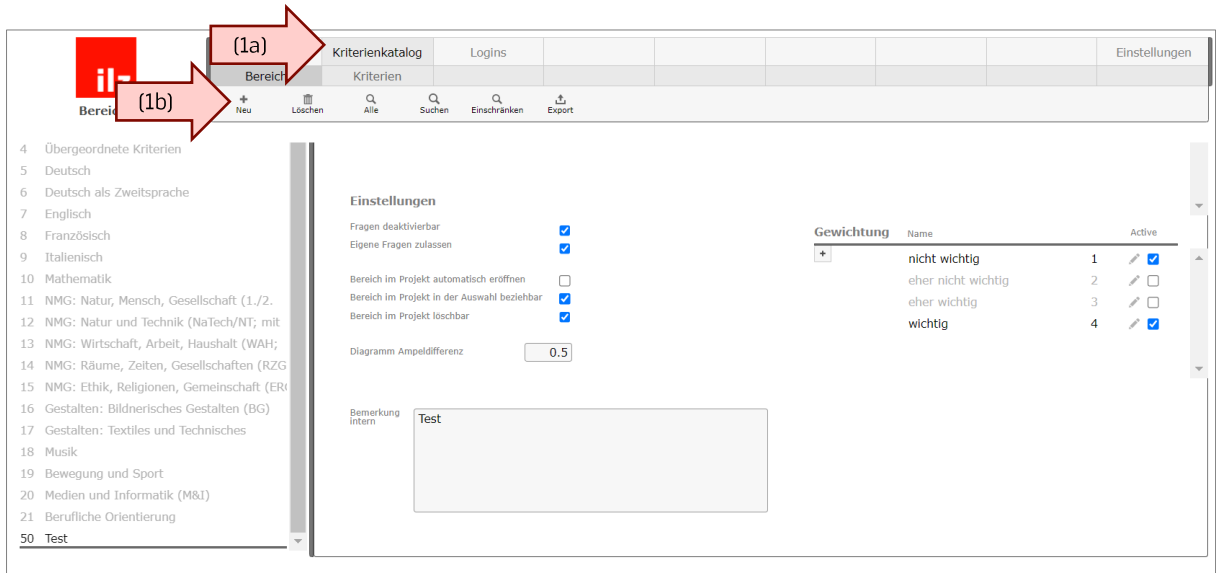 (1a)
Kriterienkatalog
Logins
Einstellungen
Bereich
Kriterien
(1b)
Neu
Löschen
Alle
Suchen
Einschränken
Export
4 Übergeordnete Kriterien
5 Deutsch
6 Deutsch als Zweitsprache
7 Englisch
8 Französisch
9 Italienisch
10 Mathematik
11 NMG: Natur, Mensch, Gesellschaft (1./2.
12 NMG: Natur und Technik (NaTech/NT; mit
13 NMG: Wirtschaft, Arbeit, Haushalt (WAH;
14 NMG: Räume, Zeiten, Gesellschaften (RZG
15 NMG: Ethik, Religionen, Gemeinschaft (ER
16 Gestalten: Bildnerisches Gestalten (BG)
17 Gestalten: Textiles und Technisches
18 Musik
19 Bewegung und Sport
20 Medien und Informatik (M&I)
21 Berufliche Orientierung
50 Test
Einstellungen
Fragen deaktivierbar
Eigene Fragen zulassen
Bereich im Projekt automatisch eröffnen
Bereich im Projekt in der Auswahl beziehbar
Bereich im Projekt löschbar
Diagramm Ampeldifferenz 0.5
Bemerkung
intern
Test
Gewichtung Name Active
+
nicht wichtig 1
eher nicht wichtig 2
eher wichtig 3
wichtig 4